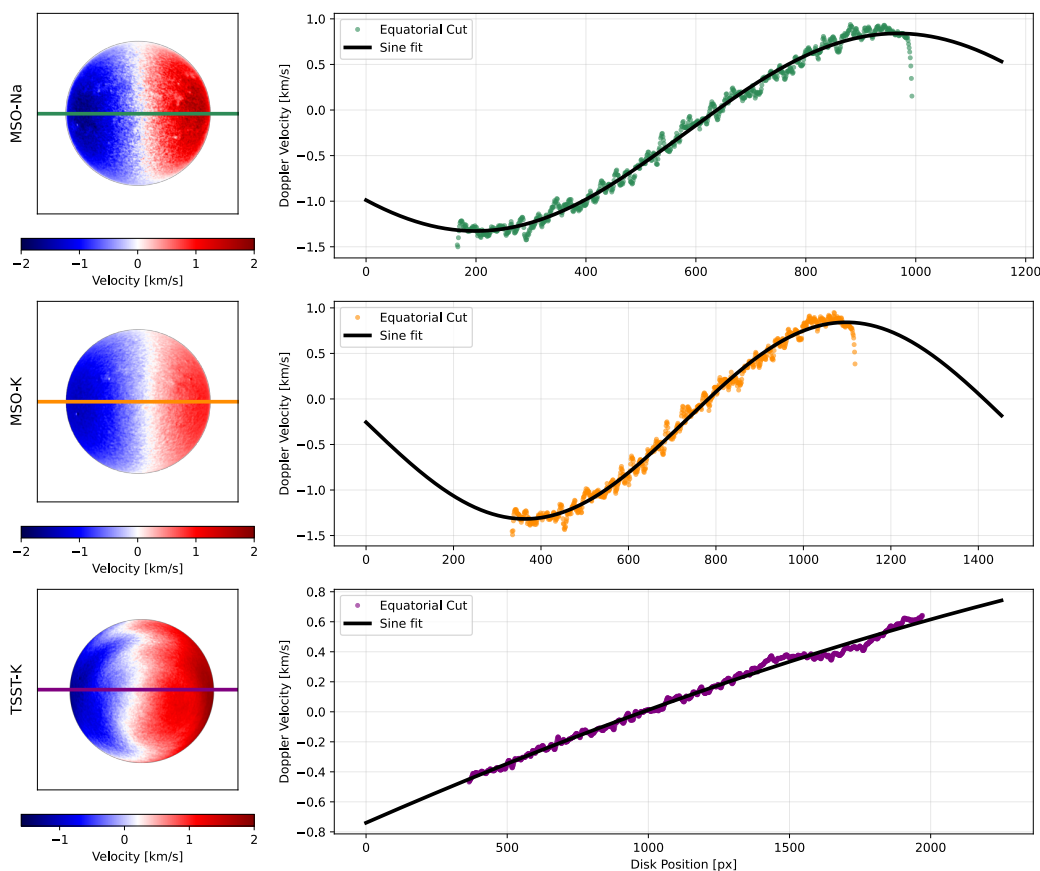 MSO-Na
−2 −1 0 1 2
Velocity [km/s]
Doppler Velocity [km/s]
1.0
0.5
0.0
−0.5
−1.0
−1.5
Equatorial Cut
Sine fit
0 200 400 600 800 1000 1200
MSO-K
−2 −1 0 1 2
Velocity [km/s]
Doppler Velocity [km/s]
1.0
0.5
0.0
−0.5
−1.0
−1.5
Equatorial Cut
Sine fit
0 200 400 600 800 1000 1200 1400
TSST-K
−1 0 1 2
Velocity [km/s]
Doppler Velocity [km/s]
0.8
0.6
0.4
0.2
0.0
−0.2
−0.4
−0.6
−0.8
Equatorial Cut
Sine fit
0 500 1000 1500 2000
Disk Position [px]